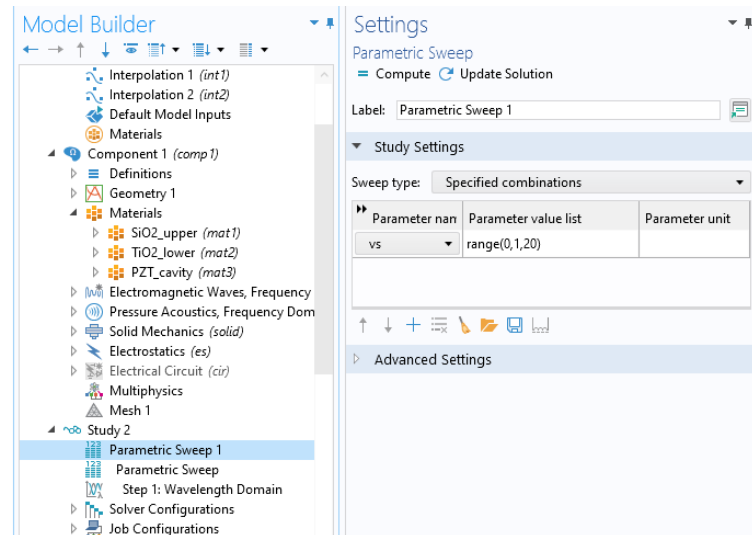 Model Builder
Interpolation 1 (int1)
Interpolation 2 (int2)
Default Model Inputs
Materials
Component 1 (comp1)
Definitions
Geometry 1
Materials
SiO2_upper (mat1)
TiO2_lower (mat2)
PZT_cavity (mat3)
Electromagnetic Waves, Frequency
Pressure Acoustics, Frequency Dom
Solid Mechanics (solid)
Electrostatics (es)
Electrical Circuit (cir)
Multiphysics
Mesh 1
Study 2
Parametric Sweep 1
Parametric Sweep
Step 1: Wavelength Domain
Solver Configurations
Job Configurations
Settings
Parametric Sweep
= Compute Update Solution
Label: Parametric Sweep 1
Study Settings
Sweep type: Specified combinations
Parameter nan Parameter value list Parameter unit
vs range(0,1,20)
Advanced Settings